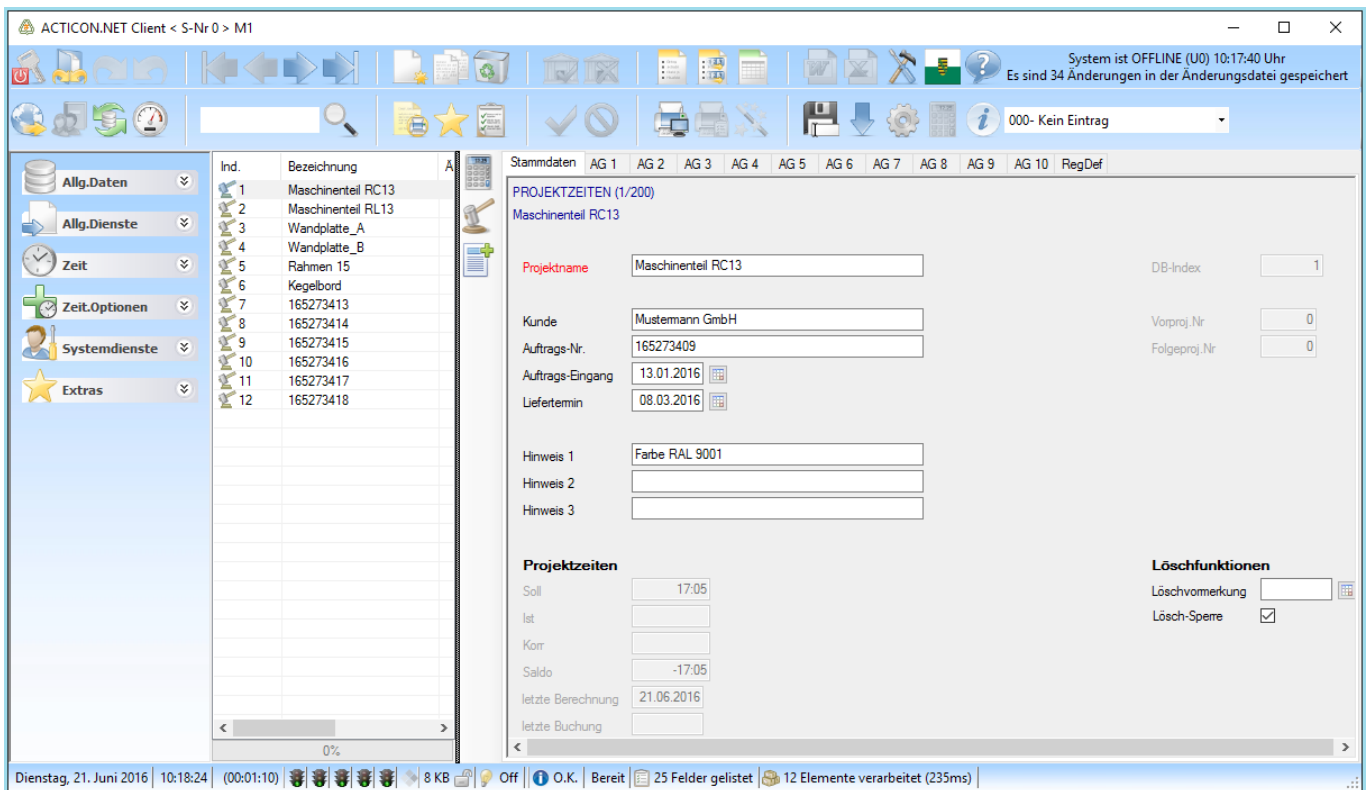 ACTICON.NET Client < S-Nr 0 > M1
System ist OFFLINE (U0) 10:17:40 Uhr
Es sind 34 Änderungen in der Änderungsdatei gespeichert
000- Kein Eintrag
Allg.Daten
Allg.Dienste
Zeit
Zeit.Optionen
Systemdienste
Extras
Ind. Bezeichnung Ä
1 Maschinenteil RC13
2 Maschinenteil RL13
3 Wandplatte_A
4 Wandplatte_B
5 Rahmen 15
6 Kegelbord
7 165273413
8 165273414
9 165273415
10 165273416
11 165273417
12 165273418
0%
Stammdaten AG 1 AG 2 AG 3 AG 4 AG 5 AG 6 AG 7 AG 8 AG 9 AG 10 RegDef
PROJEKTZEITEN (1/200)
Maschinenteil RC13
Projektname Maschinenteil RC13 DB-Index 1
Kunde Mustermann GmbH Vorproj.Nr 0
Auftrags-Nr. 165273409 Folgeproj.Nr 0
Auftrags-Eingang 13.01.2016
Liefertermin 08.03.2016
Hinweis 1 Farbe RAL 9001
Hinweis 2
Hinweis 3
Projektzeiten Löschfunktionen
Soll 17:05 Löschvormerkung
Ist Lösch-Sperre
Korr
Saldo -17:05
letzte Berechnung 21.06.2016
letzte Buchung
Dienstag, 21. Juni 2016 10:18:24 (00:01:10) 8 KB Off O.K. Bereit 25 Felder gelistet 12 Elemente verarbeitet (235ms)